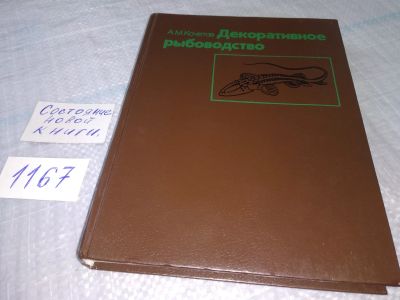 А.М.Кочетов Декоративное
рыбоводство
Состояние
новой
книги.
1167